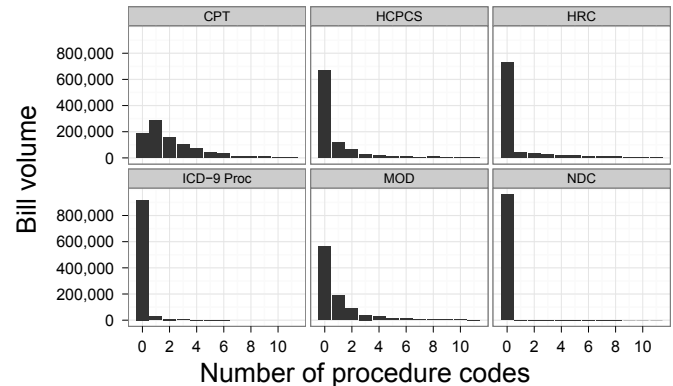 CPT HCPCS HRC
800,000
600,000
400,000
200,000
0
ICD−9 Proc MOD NDC
800,000
600,000
400,000
200,000
0
0 2 4 6 8 10 0 2 4 6 8 10 0 2 4 6 8 10
Number of procedure codes
Bill volume